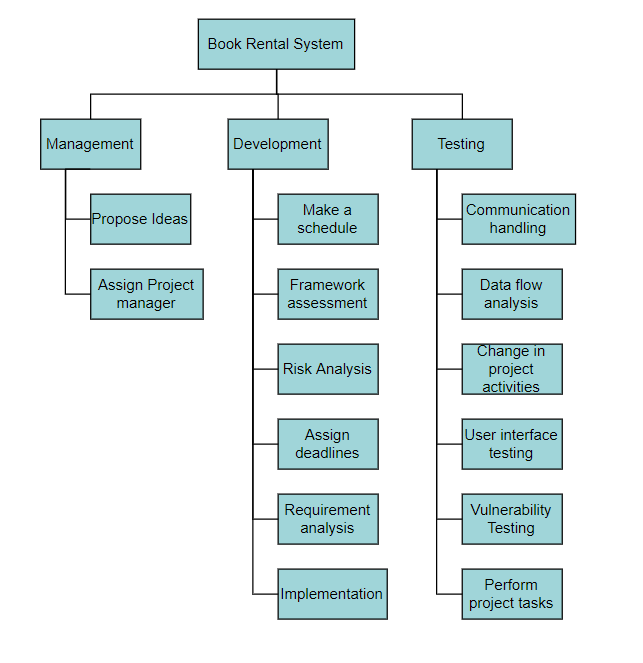 Book Rental System
Management
Development
Testing
Propose Ideas
Assign Project
manager
Make a
schedule
Framework
assessment
Risk Analysis
Assign
deadlines
Requirement
analysis
Implementation
Communication
handling
Data flow
analysis
Change in
project
activities
User interface
testing
Vulnerability
Testing
Perform
project tasks